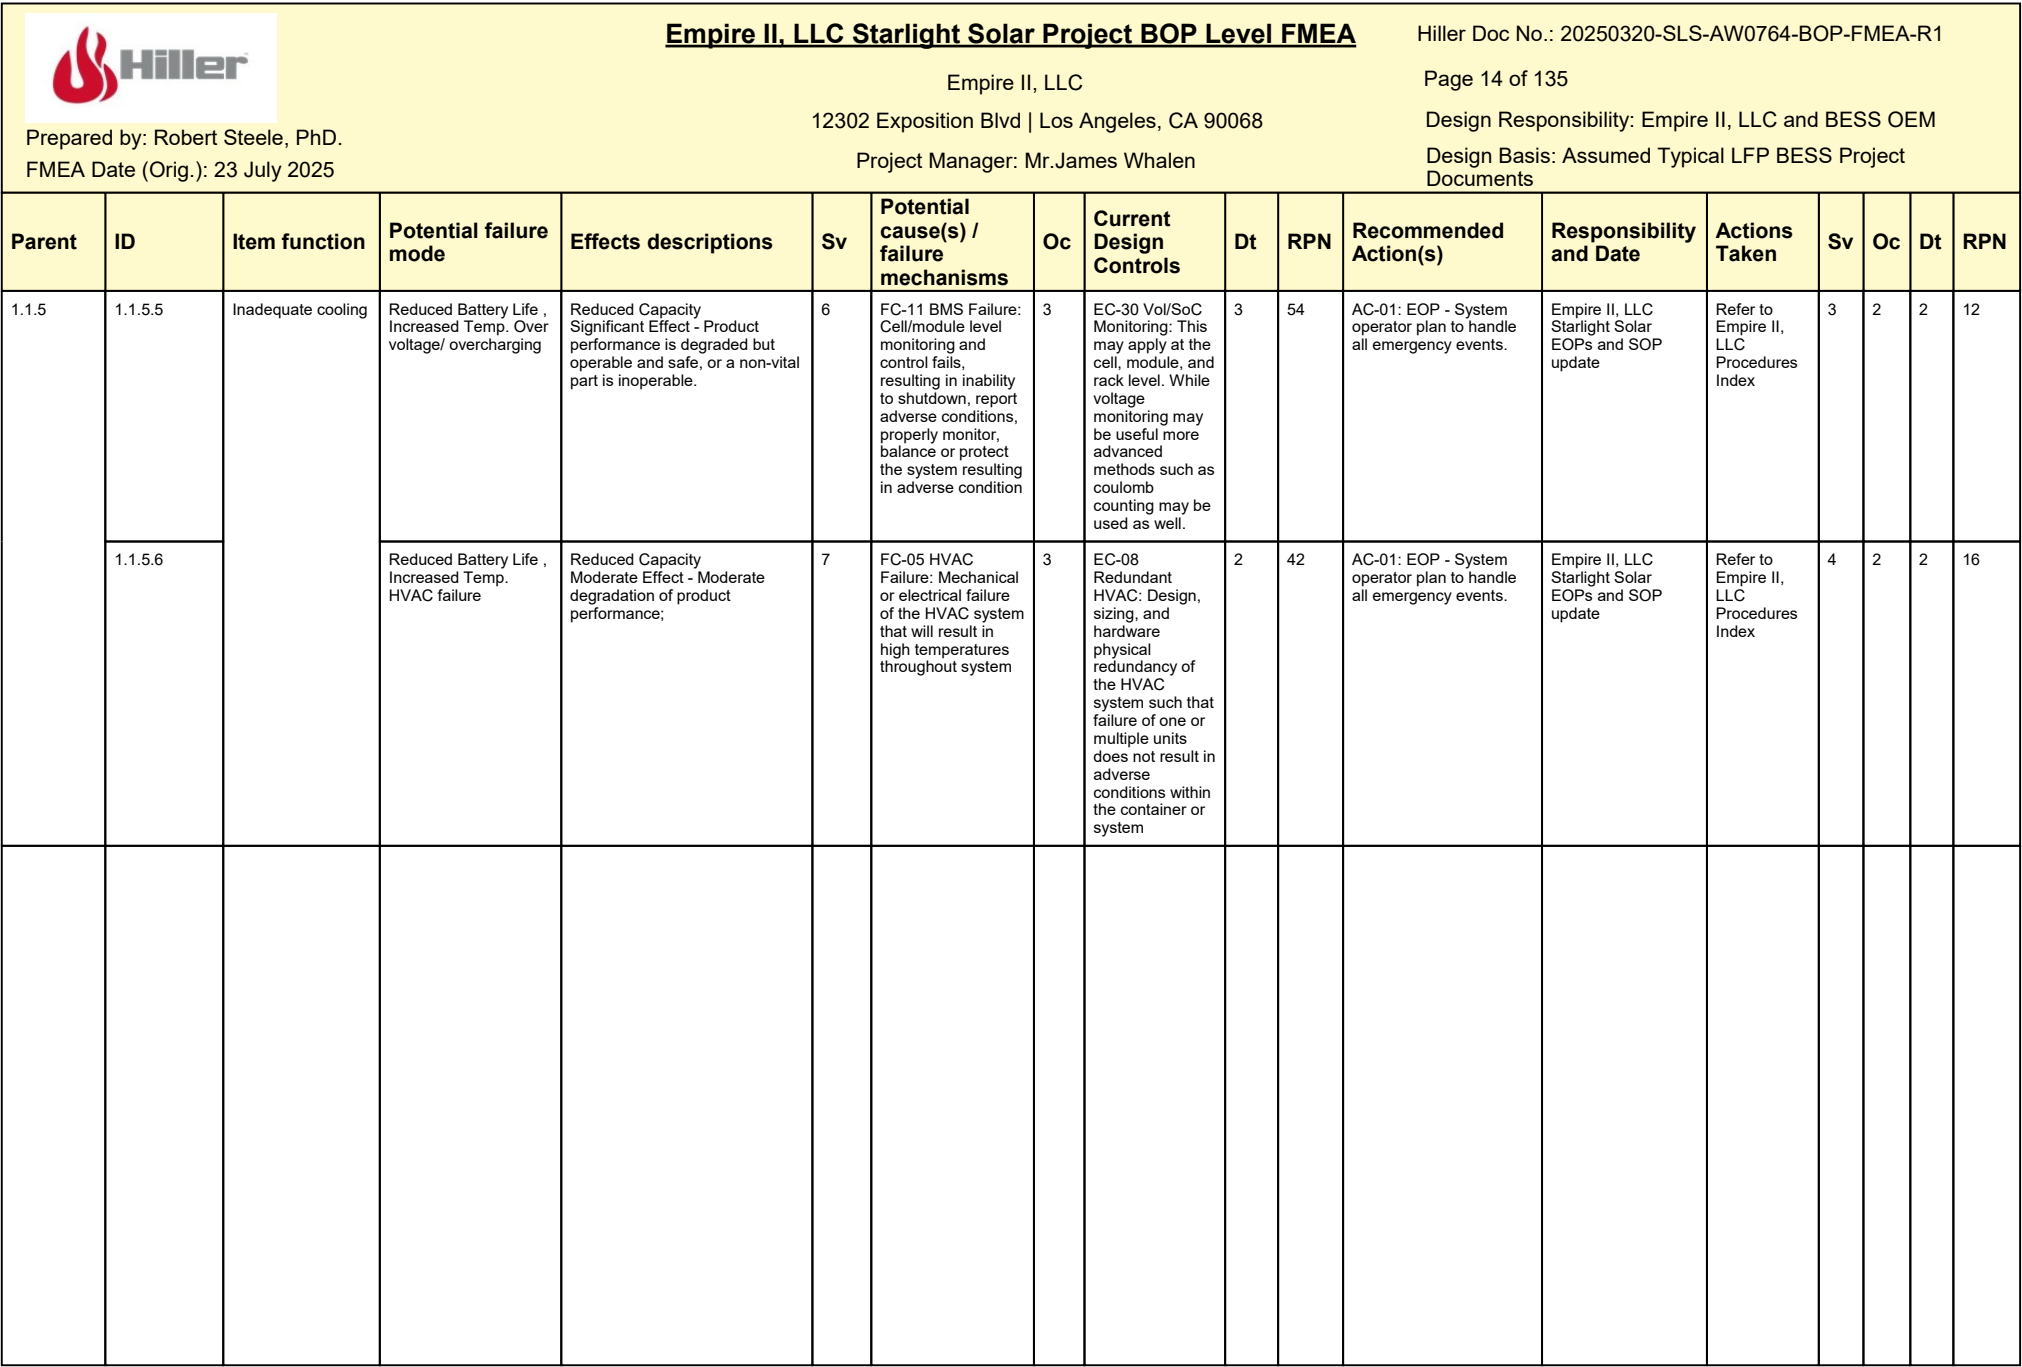 Hiller
Prepared by: Robert Steele, PhD.
FMEA Date (Orig.): 23 July 2025
Empire II, LLC Starlight Solar Project BOP Level FMEA
Empire II, LLC
12302 Exposition Blvd | Los Angeles, CA 90068
Project Manager: Mr.James Whalen
Hiller Doc No.: 20250320-SLS-AW0764-BOP-FMEA-R1
Page 14 of 135
Design Responsibility: Empire II, LLC and BESS OEM
Design Basis: Assumed Typical LFP BESS Project
Documents
Parent
ID
Item function
Potential failure
mode
Effects descriptions
Sv
Potential
cause(s) /
failure
mechanisms
Oc
Current
Design
Controls
Dt
RPN
Recommended
Action(s)
Responsibility
and Date
Actions
Taken
Sv
Oc
Dt
RPN
1.1.5
1.1.5.5
Inadequate cooling
Reduced Battery Life ,
Increased Temp. Over
voltage/ overcharging
Reduced Capacity
Significant Effect - Product
performance is degraded but
operable and safe, or a non-vital
part is inoperable.
6
FC-11 BMS Failure:
Cell/module level
monitoring and
control fails,
resulting in inability
to shutdown, report
adverse conditions,
properly monitor,
balance or protect
the system resulting
in adverse condition
3
EC-30 Vol/SoC
Monitoring: This
may apply at the
cell, module, and
rack level. While
voltage
monitoring may
be useful more
advanced
methods such as
coulomb
counting may be
used as well.
3
54
AC-01: EOP - System
operator plan to handle
all emergency events.
Empire II, LLC
Starlight Solar
EOPs and SOP
update
Refer to
Empire II,
LLC
Procedures
Index
3
2
2
12
1.1.5.6
Reduced Battery Life ,
Increased Temp.
HVAC failure
Reduced Capacity
Moderate Effect - Moderate
degradation of product
performance;
7
FC-05 HVAC
Failure: Mechanical
or electrical failure
of the HVAC system
that will result in
high temperatures
throughout system
3
EC-08
Redundant
HVAC: Design,
sizing, and
hardware
physical
redundancy of
the HVAC
system such that
failure of one or
multiple units
does not result in
adverse
conditions within
the container or
system
2
42
AC-01: EOP - System
operator plan to handle
all emergency events.
Empire II, LLC
Starlight Solar
EOPs and SOP
update
Refer to
Empire II,
LLC
Procedures
Index
4
2
2
16